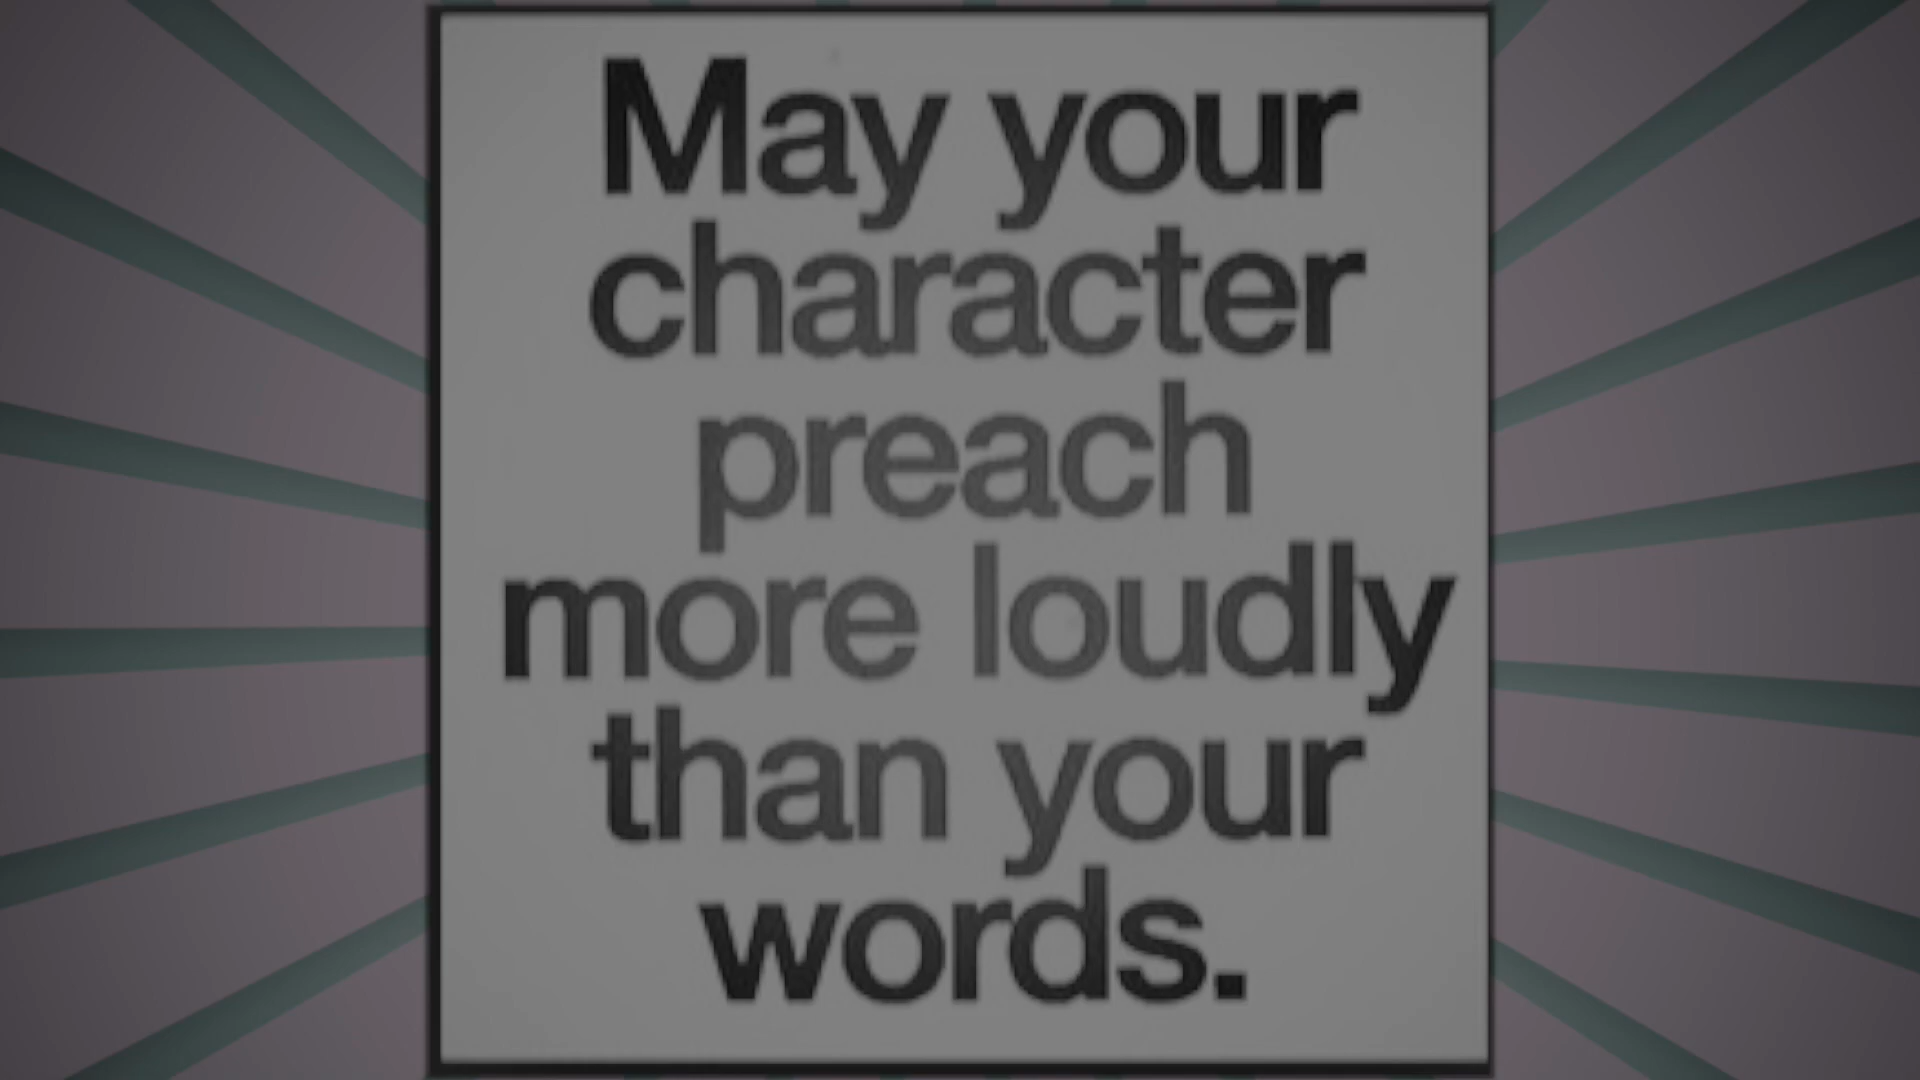 May your
character
preach
more loudly
than your
words.